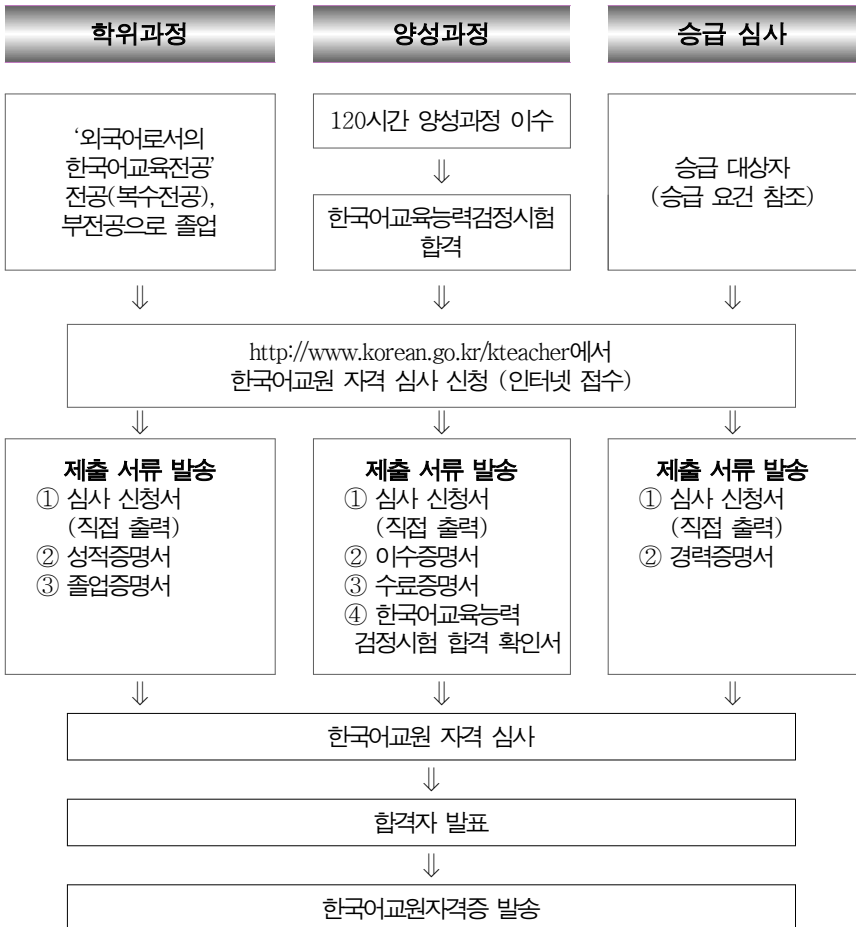 학위과정
양성과정
승급 심사
‘외국어로서의
한국어교육전공’
전공(복수전공),
부전공으로 졸업
120시간 양성과정 이수
⇓
한국어교육능력검정시험
합격
승급 대상자
(승급 요건 참조)
⇓ ⇓ ⇓
http://www.korean.go.kr/kteacher에서
한국어교원 자격 심사 신청 (인터넷 접수)
⇓ ⇓ ⇓
제출 서류 발송
① 심사 신청서
(직접 출력)
② 성적증명서
③ 졸업증명서
제출 서류 발송
① 심사 신청서
(직접 출력)
② 이수증명서
③ 수료증명서
④ 한국어교육능력
검정시험 합격 확인서
제출 서류 발송
① 심사 신청서
(직접 출력)
② 경력증명서
⇓ ⇓ ⇓
한국어교원 자격 심사
⇓
합격자 발표
⇓
한국어교원자격증 발송